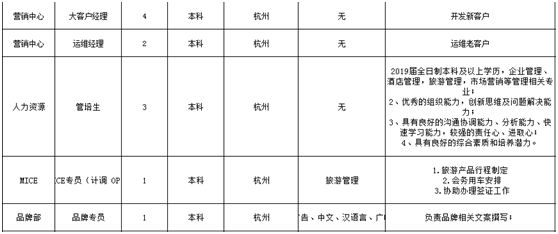 营销中心 大客户经理 4 本科 杭州 无 开发新客户
营销中心 运维经理 2 本科 杭州 无 运维老客户
人力资源 管培生 3 本科 杭州 无
2019届全日制本科及以上学历，企业管理、
酒店管理，旅游管理，市场营销等管理相关专
业；
2、优秀的组织能力，创新思维及问题解决能
力；
3、具有良好的沟通协调能力、分析能力、快
速学习能力，较强的责任心、进取心；
4、具有良好的综合素质和培养潜力。
MICE CE专员（计调 OP 1 本科 杭州 旅游管理
1.旅游产品行程制定
2.会务用车安排
3.协助办理签证工作
品牌部 品牌专员 1 本科 杭州 告、中文、汉语言、广 负责品牌相关文案撰写；